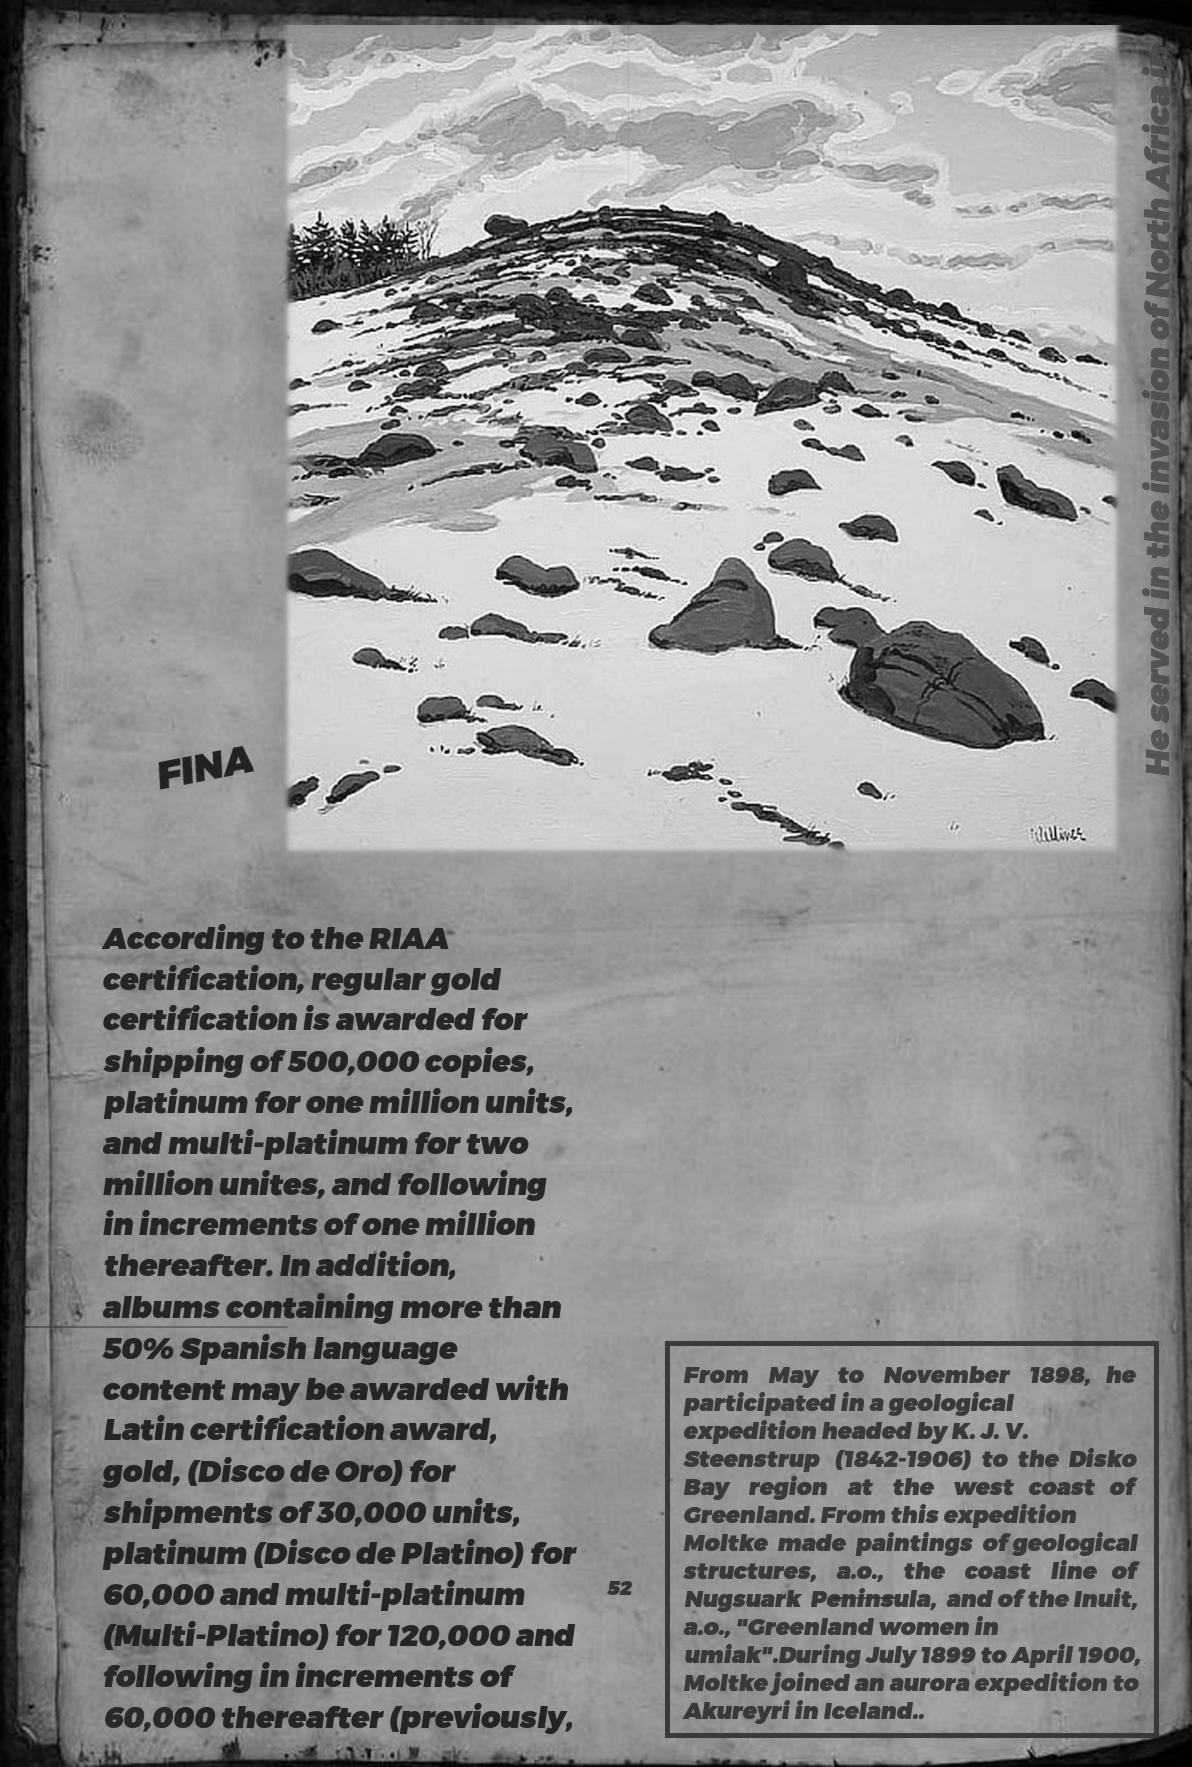 He served in the invasion of North Africa in
FINA
According to the RIAA
certification, regular gold
certification is awarded for
shipping of 500,000 copies,
platinum for one million units,
and multi-platinum for two
million unites, and following
in increments of one million
thereafter. In addition,
albums containing more than
50% Spanish language
content may be awarded with
Latin certification award,
gold, (Disco de Oro) for
shipments of 30,000 units,
platinum (Disco de Platino) for
60,000 and multi-platinum
(Multi-Platino) for 120,000 and
following in increments of
60,000 thereafter (previously,
52
From May to November 1898, he
participated in a geological
expedition headed by K. J. V.
Steenstrup (1842-1906) to the Disko
Bay region at the west coast of
Greenland. From this expedition
Moltke made paintings of geological
structures, a.o., the coast line of
Nugsuark Peninsula, and of the Inuit,
a.o., "Greenland women in
umiak".During July 1899 to April 1900,
Moltke joined an aurora expedition to
Akureyri in Iceland..